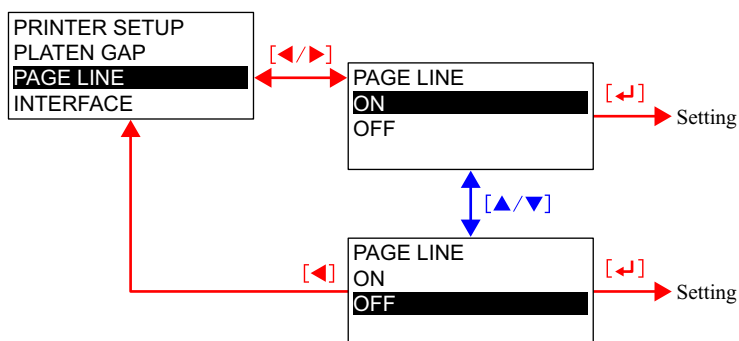 PRINTER SETUP
PLATEN GAP
PAGE LINE
INTERFACE
[◀/▶]
PAGE LINE
ON
OFF
[↵]
Setting
[▲/▼]
PAGE LINE
ON
OFF
[◀]
[↵]
Setting